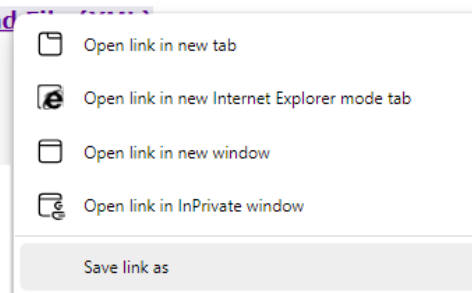 Open link in new tab
Open link in new Internet Explorer mode tab
Open link in new window
Open link in InPrivate window
Save link as